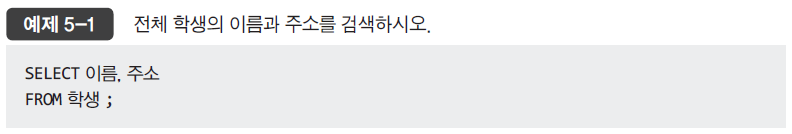 예제 5-1 전체 학생의 이름과 주소를 검색하시오.
SELECT 이름, 주소
FROM 학생 ;